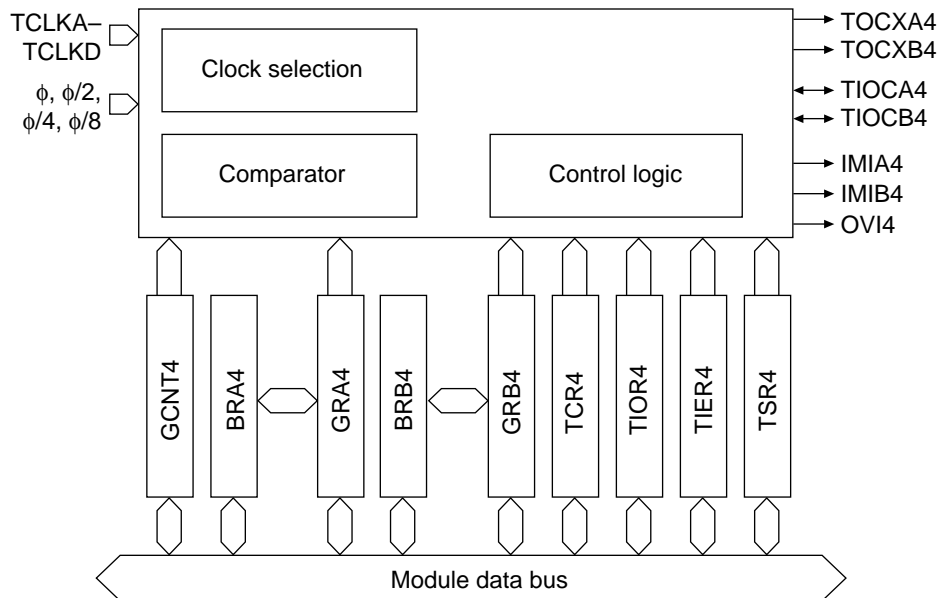 TCLKA–
TCLKD
ϕ, ϕ/2,
ϕ/4, ϕ/8
Clock selection
Comparator
Control logic
TOCXA4
TOCXB4
TIOCA4
TIOCB4
IMIA4
IMIB4
OVI4
GCNT4
BRA4
GRA4
BRB4
GRB4
TCR4
TIOR4
TIER4
TSR4
Module data bus